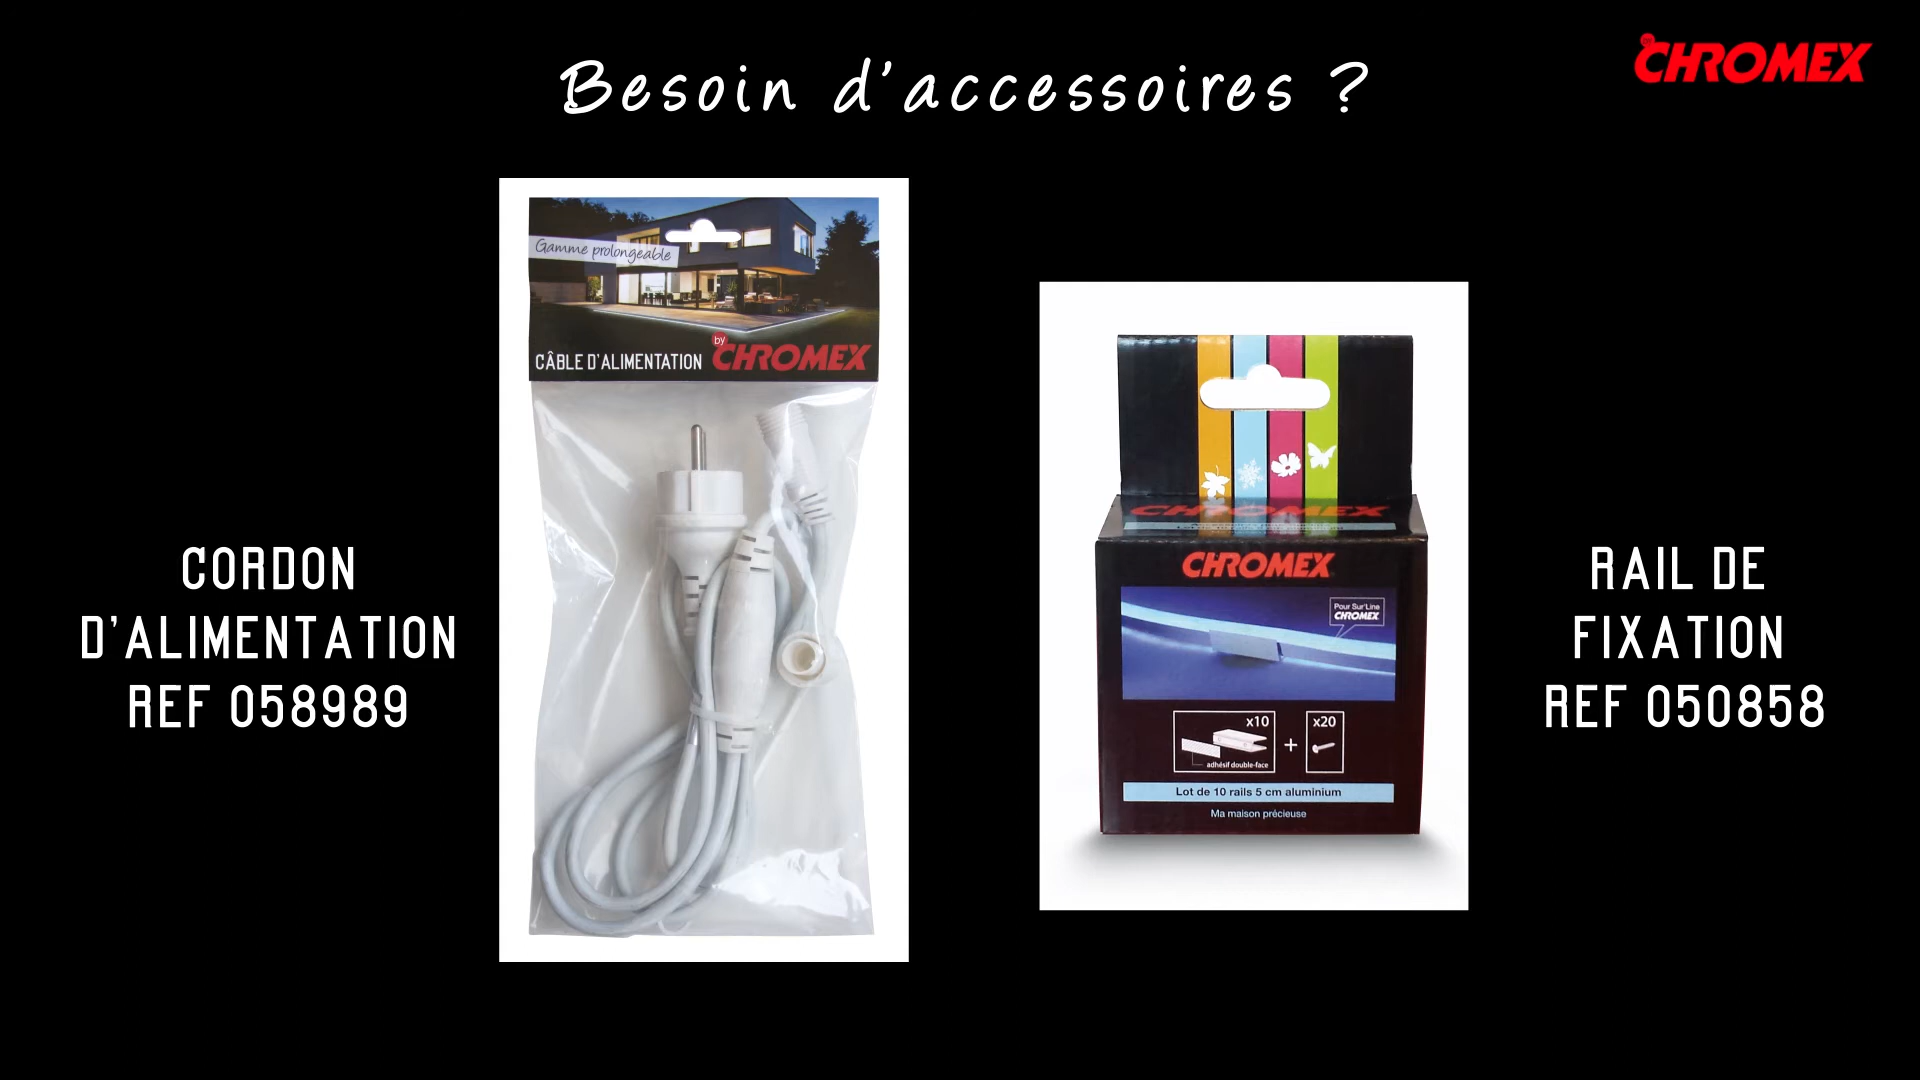 Besoin d'accessoires ?
by CHROMEX
Gamme prolongeable
CÂBLE D'ALIMENTATION
by CHROMEX
CORDON
D'ALIMENTATION
REF 058989
CHROMEX
CHROMEX
Pour Sur'Line
CHROMEX
x10
+
x20
adhésif double-face
Lot de 10 rails 5 cm aluminium
Ma maison précieuse
RAIL DE
FIXATION
REF 050858